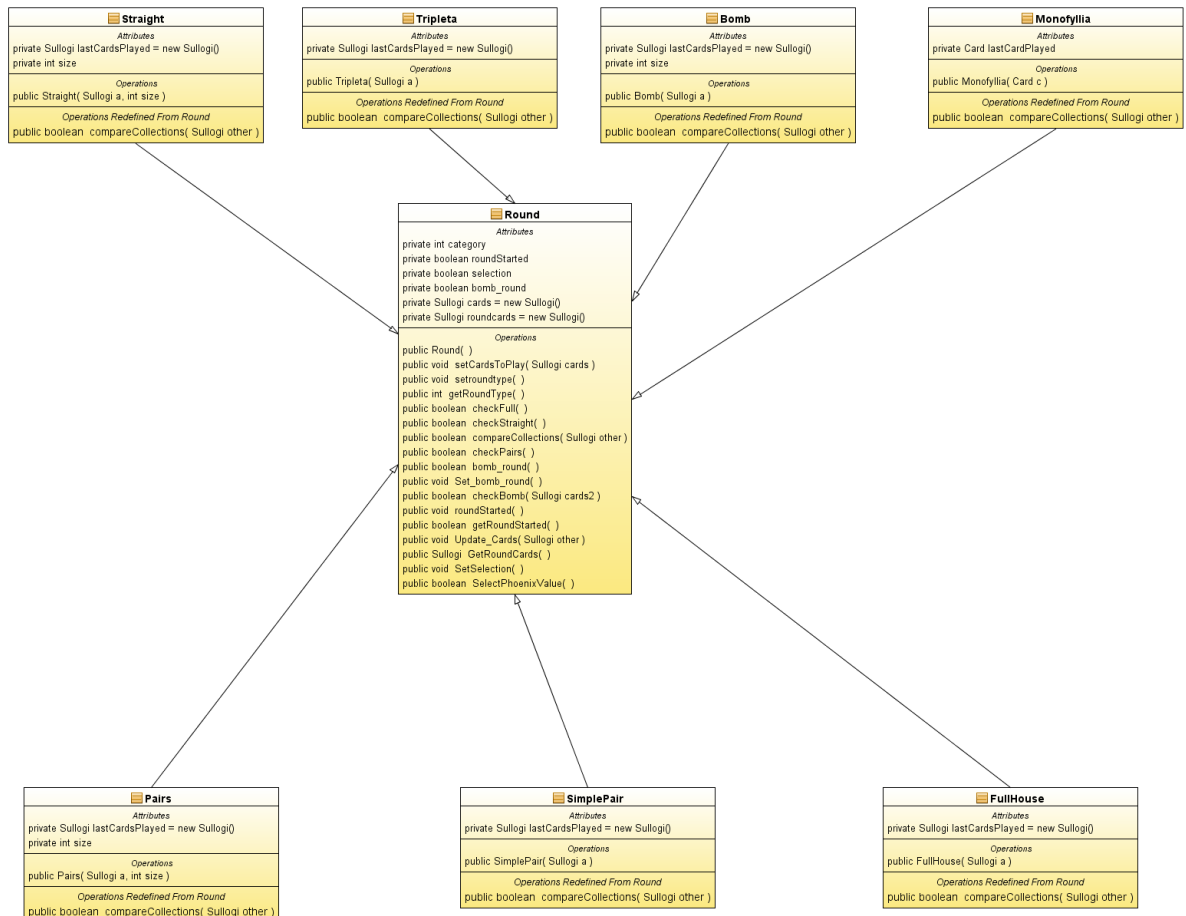 Straight
Attributes
private Sullogi lastCardsPlayed = new Sullogi()
private int size
Operations
public Straight( Sullogi a, int size )
Operations Redefined From Round
public boolean compareCollections( Sullogi other )
Tripleta
Attributes
private Sullogi lastCardsPlayed = new Sullogi()
Operations
public Tripleta( Sullogi a )
Operations Redefined From Round
public boolean compareCollections( Sullogi other )
Bomb
Attributes
private Sullogi lastCardsPlayed = new Sullogi()
private int size
Operations
public Bomb( Sullogi a )
Operations Redefined From Round
public boolean compareCollections( Sullogi other )
Monofyllia
Attributes
private Card lastCardPlayed
Operations
public Monofyllia( Card c )
Operations Redefined From Round
public boolean compareCollections( Sullogi other )
Round
Attributes
private int category
private boolean roundStarted
private boolean selection
private boolean bomb_round
private Sullogi cards = new Sullogi()
private Sullogi roundcards = new Sullogi()
Operations
public Round( )
public void setCardsToPlay( Sullogi cards )
public void setroundtype( )
public int getRoundType( )
public boolean checkFull( )
public boolean checkStraight( )
public boolean compareCollections( Sullogi other )
public boolean checkPairs( )
public boolean bomb_round( )
public void Set_bomb_round( )
public boolean checkBomb( Sullogi cards2 )
public void roundStarted( )
public boolean getRoundStarted( )
public void Update_Cards( Sullogi other )
public Sullogi GetRoundCards( )
public void SetSelection( )
public boolean SelectPhoenixValue( )
Pairs
Attributes
private Sullogi lastCardsPlayed = new Sullogi()
private int size
Operations
public Pairs( Sullogi a, int size )
Operations Redefined From Round
public boolean compareCollections( Sullogi other )
SimplePair
Attributes
private Sullogi lastCardsPlayed = new Sullogi()
Operations
public SimplePair( Sullogi a )
Operations Redefined From Round
public boolean compareCollections( Sullogi other )
FullHouse
Attributes
private Sullogi lastCardsPlayed = new Sullogi()
Operations
public FullHouse( Sullogi a )
Operations Redefined From Round
public boolean compareCollections( Sullogi other )